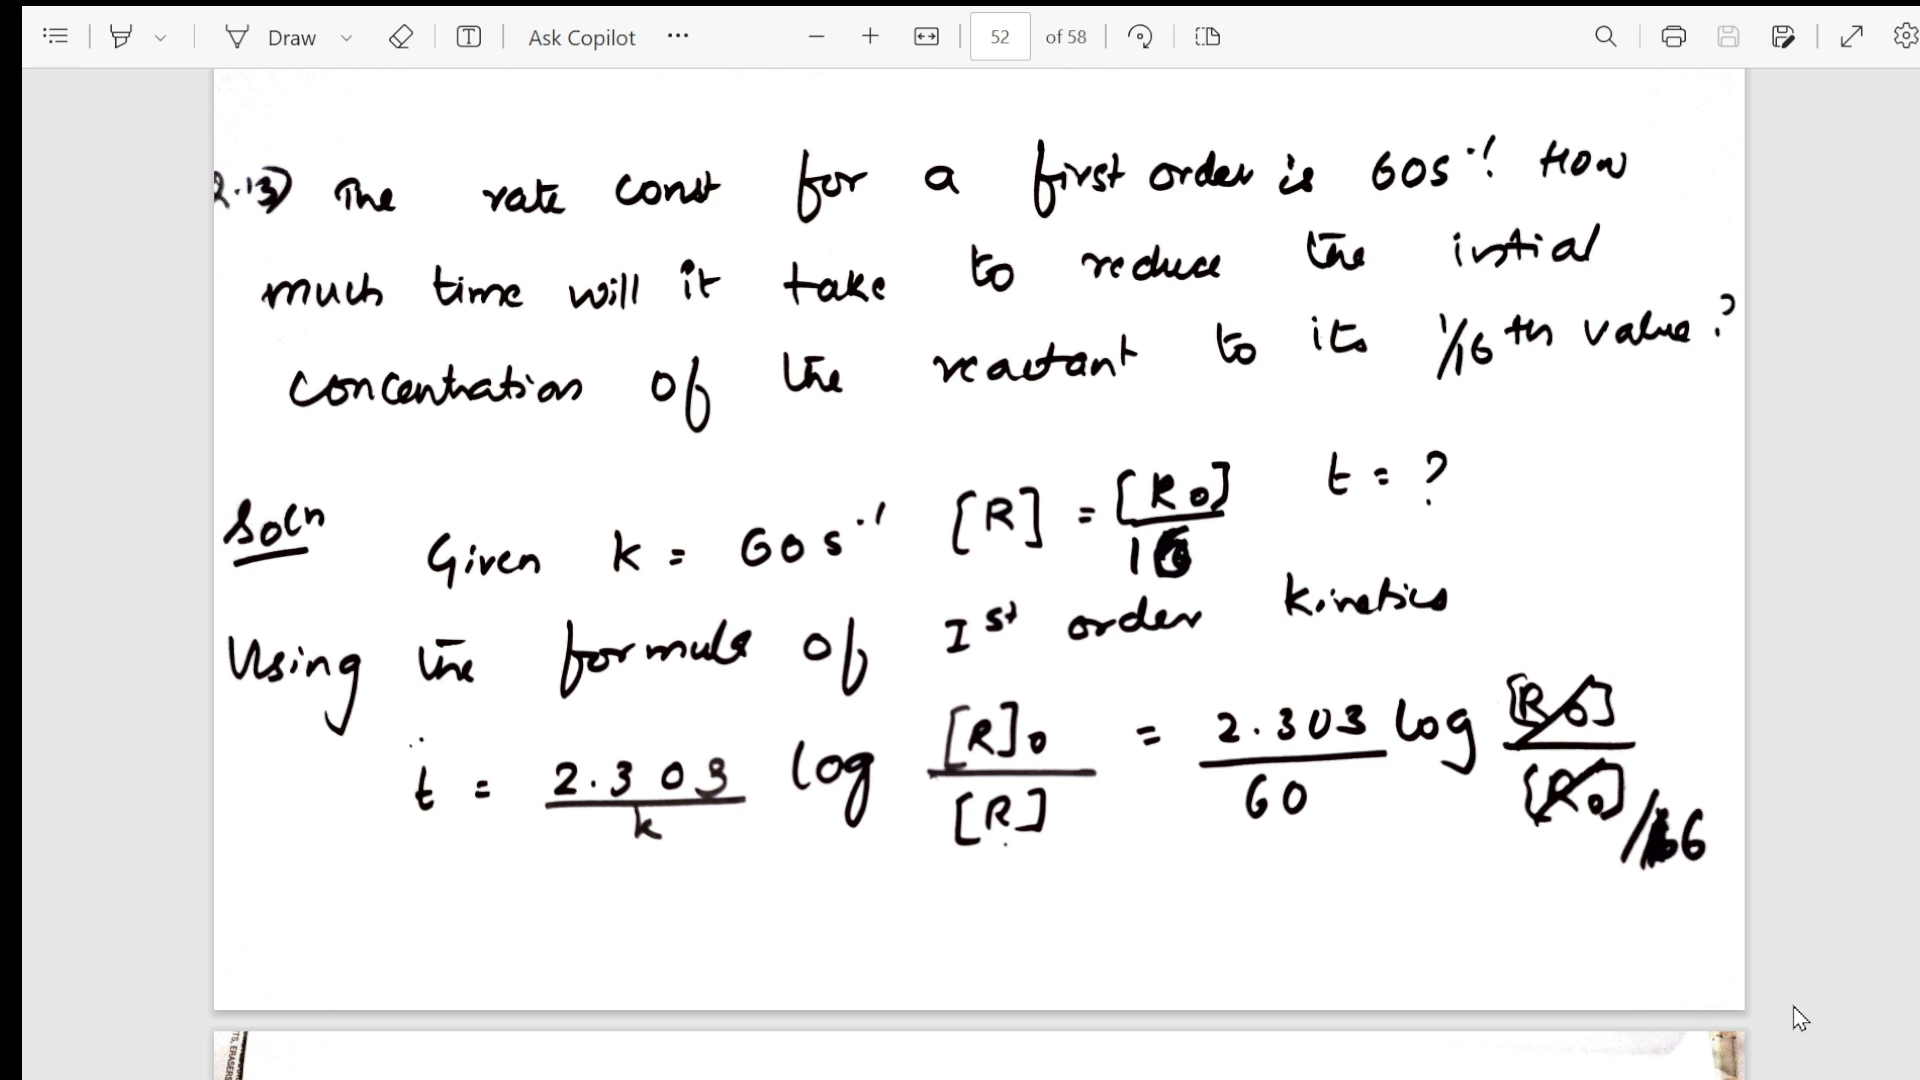 Draw
Ask Copilot
52 of 58
2.13) The rate const for a first order is 60s⁻¹. How
much time will it take to reduce the initial
concentration of the reactant to its 1/16 th value?
Soln Given k = 60s⁻¹ [R] = [R₀]/16 t = ?
Using the formula of Ist order kinetics
t = 2.303/k log [R]₀/[R] = 2.303/60 log [R₀]/[R₀]/16